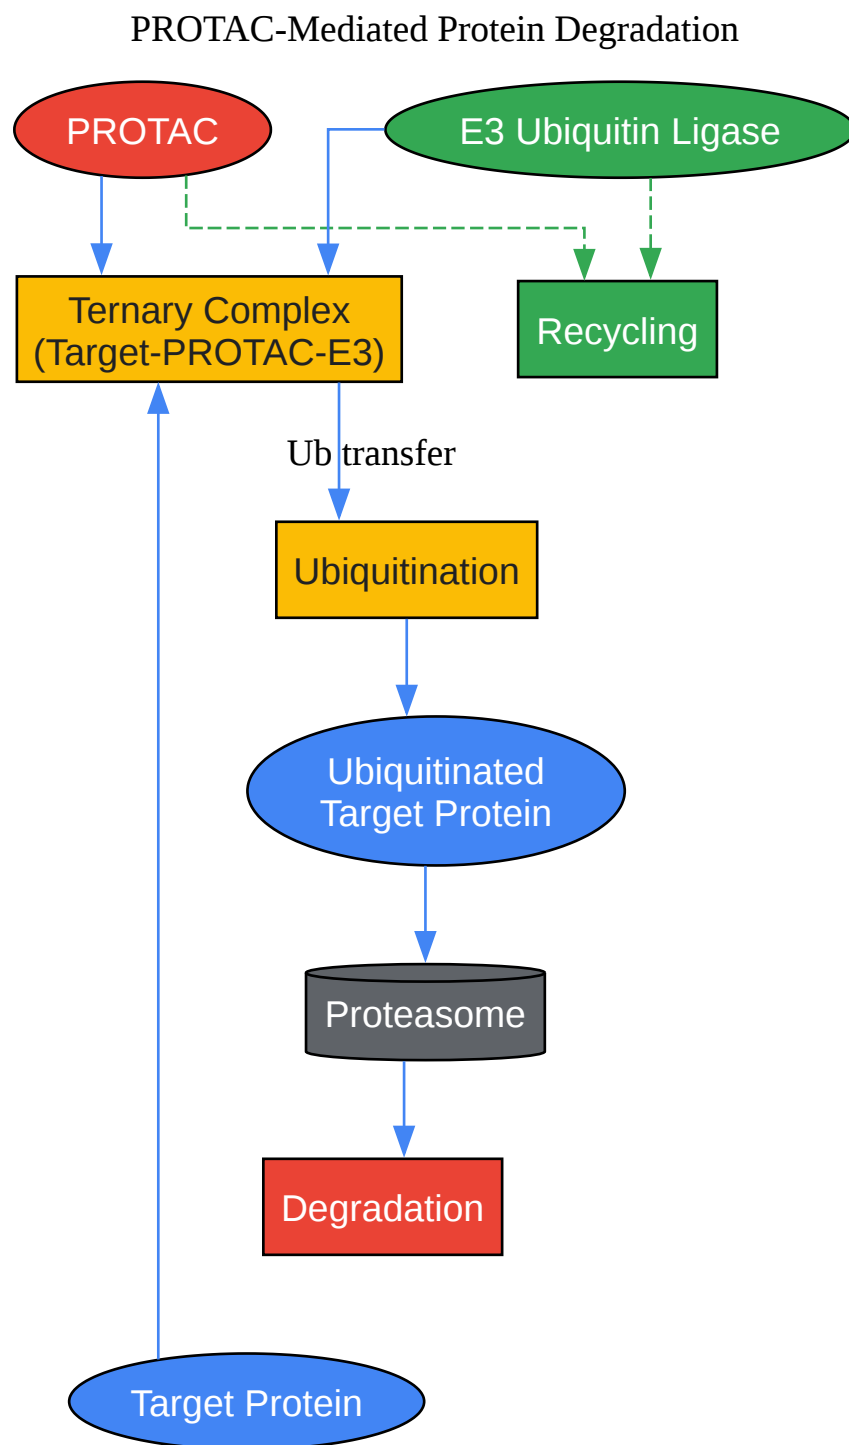 PROTAC-Mediated Protein Degradation
PROTAC
E3 Ubiquitin Ligase
Ternary Complex
(Target-PROTAC-E3)
Recycling
Ub transfer
Ubiquitination
Ubiquitinated
Target Protein
Proteasome
Degradation
Target Protein